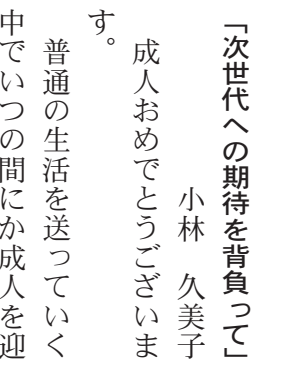 「次世代への期待を背負って」
小林　久美子
成人おめでとうございま
す。
普通の生活を送っていく
中でいつの間にか成人を迎